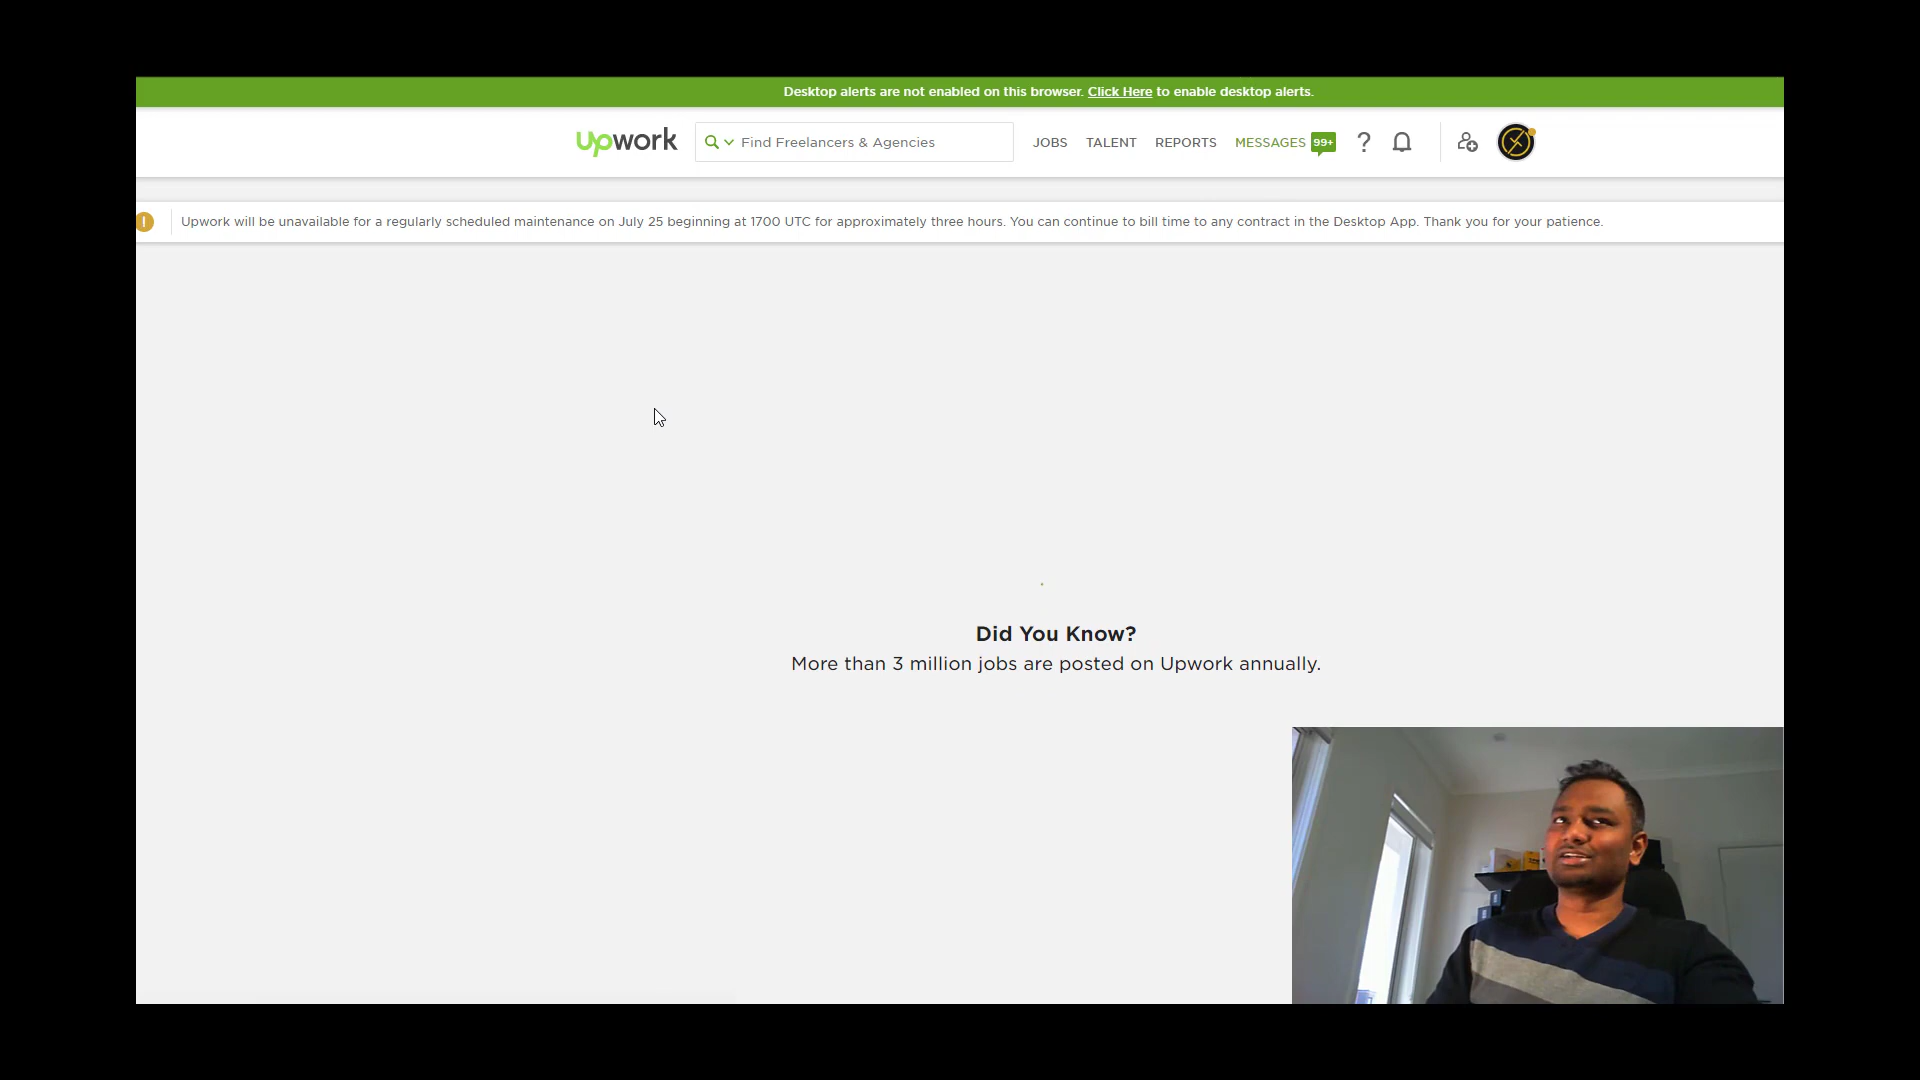 Desktop alerts are not enabled on this browser. Click Here to enable desktop alerts.
upwork
Find Freelancers & Agencies
JOBS TALENT REPORTS MESSAGES 99+ ?
! Upwork will be unavailable for a regularly scheduled maintenance on July 25 beginning at 1700 UTC for approximately three hours. You can continue to bill time to any contract in the Desktop App. Thank you for your patience.
Did You Know?
More than 3 million jobs are posted on Upwork annually.